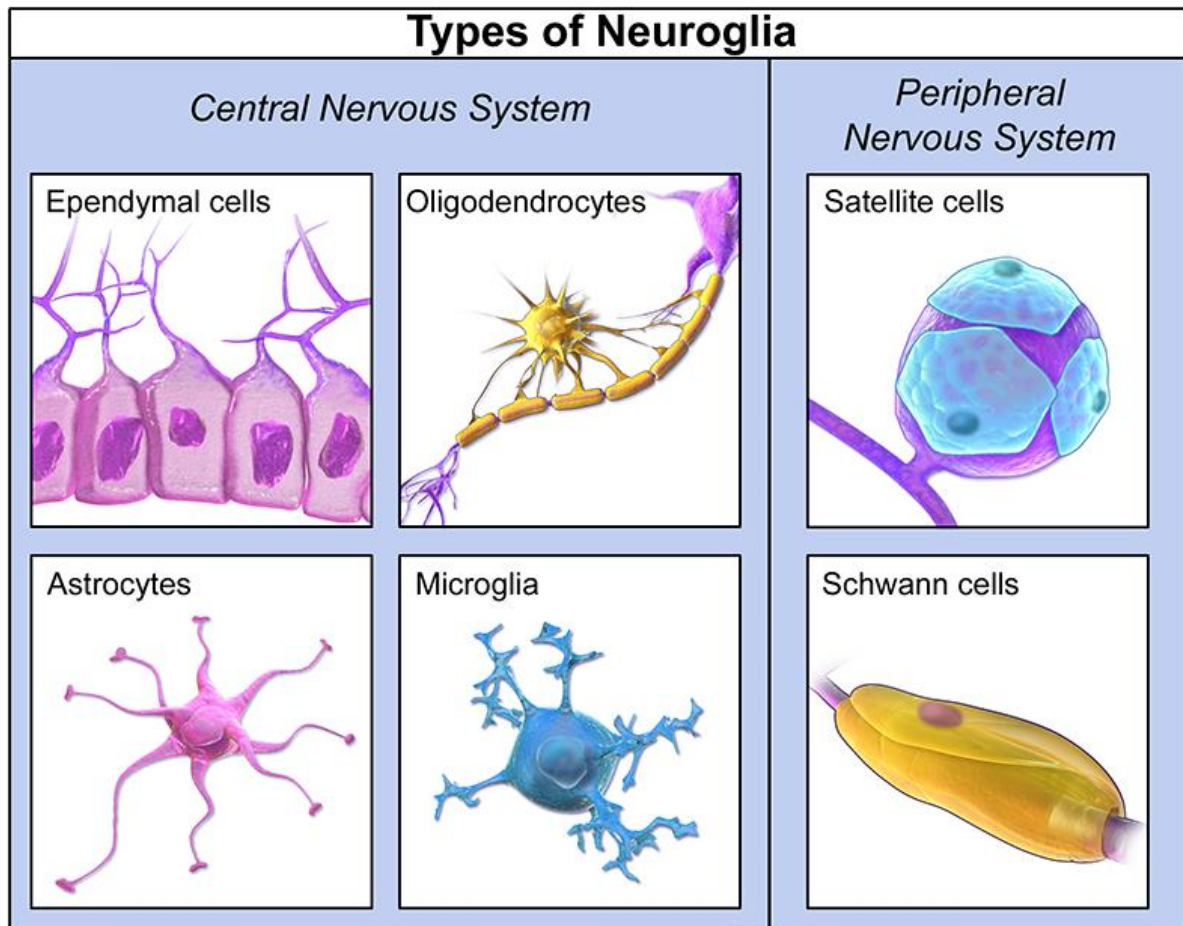 Types of Neuroglia
Central Nervous System
Ependymal cells
Oligodendrocytes
Astrocytes
Microglia
Peripheral
Nervous System
Satellite cells
Schwann cells